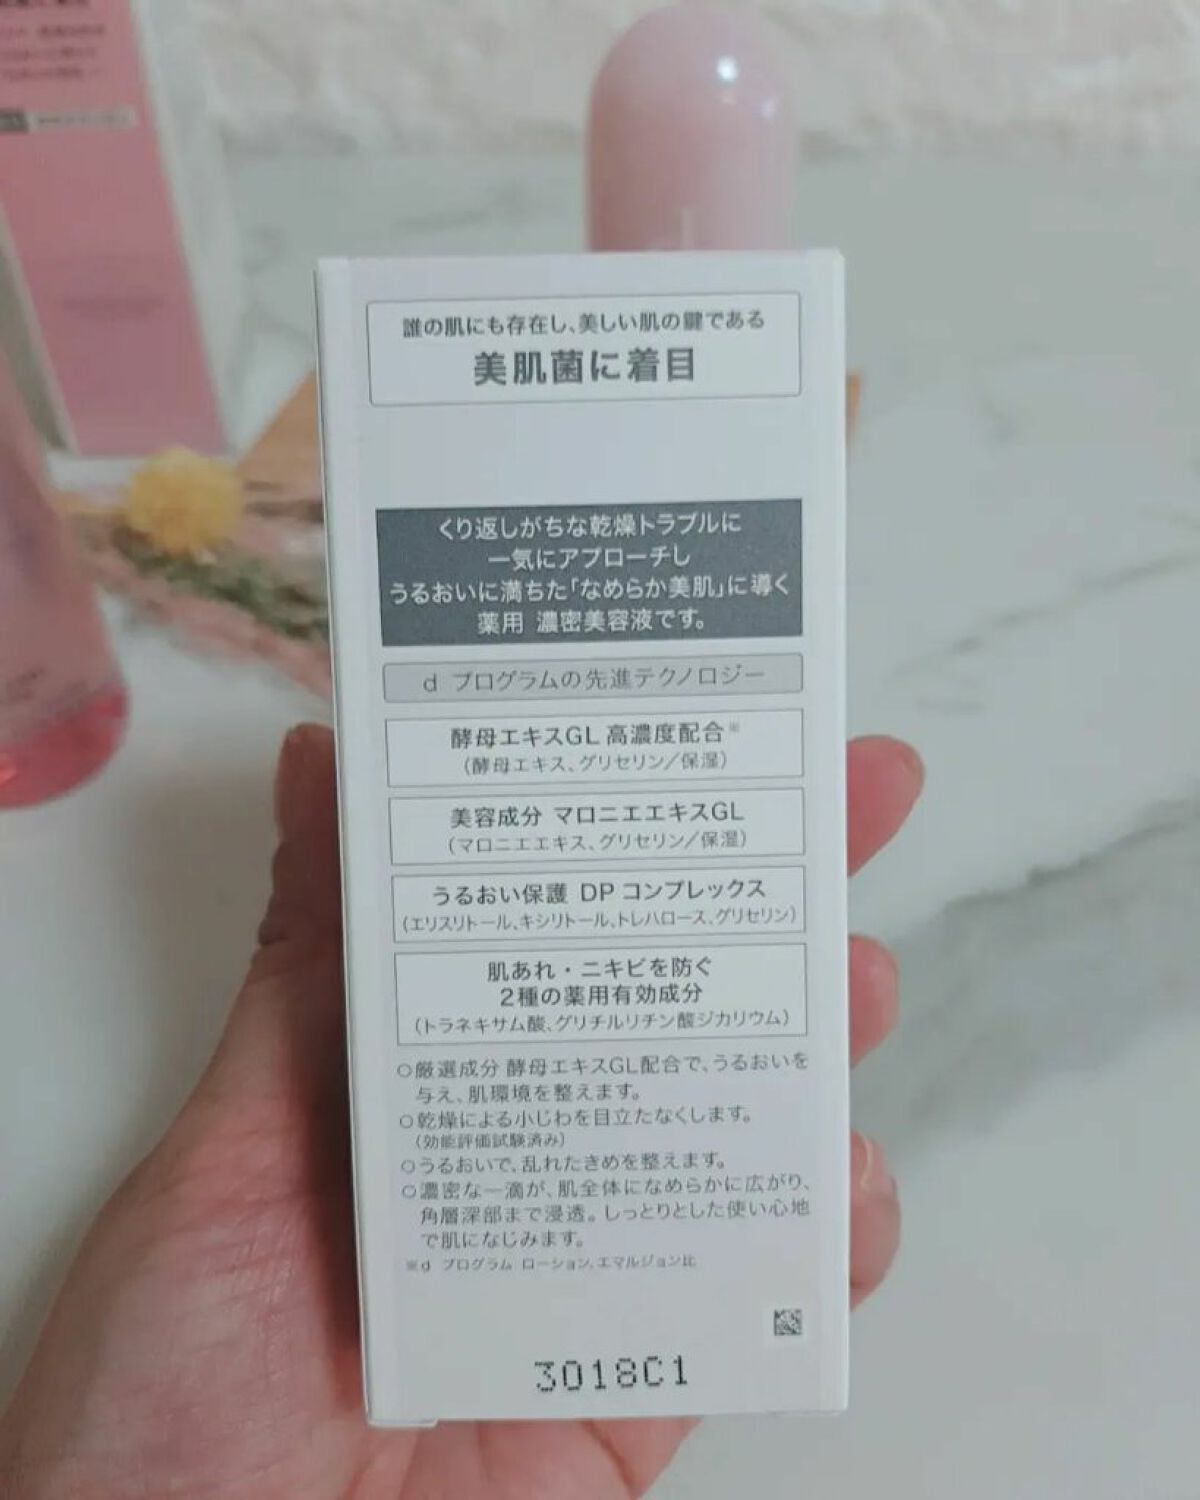 誰の肌にも存在し、美しい肌の鍵である
美肌菌に着目
くり返しがちな乾燥トラブルに
一気にアプローチし
うるおいに満ちた「なめらか美肌」に導く
薬用 濃密美容液です。
d プログラムの先進テクノロジー
酵母エキスGL 高濃度配合※
（酵母エキス、グリセリン／保湿）
美容成分 マロニエエキスGL
（マロニエエキス、グリセリン／保湿）
うるおい保護 DP コンプレックス
（エリスリトール、キシリトール、トレハロース、グリセリン）
肌あれ・ニキビを防ぐ
2種の薬用有効成分
（トラネキサム酸、グリチルリチン酸ジカリウム）
○厳選成分 酵母エキスGL配合で、うるおいを
与え、肌環境を整えます。
○乾燥による小じわを目立たなくします。
（効能評価試験済み）
○うるおいで、乱れたきめを整えます。
○濃密な一滴が、肌全体になめらかに広がり、
角層深部まで浸透。しっとりとした使い心地
で肌になじみます。
※d プログラム ローション、エマルジョン比
3018C1